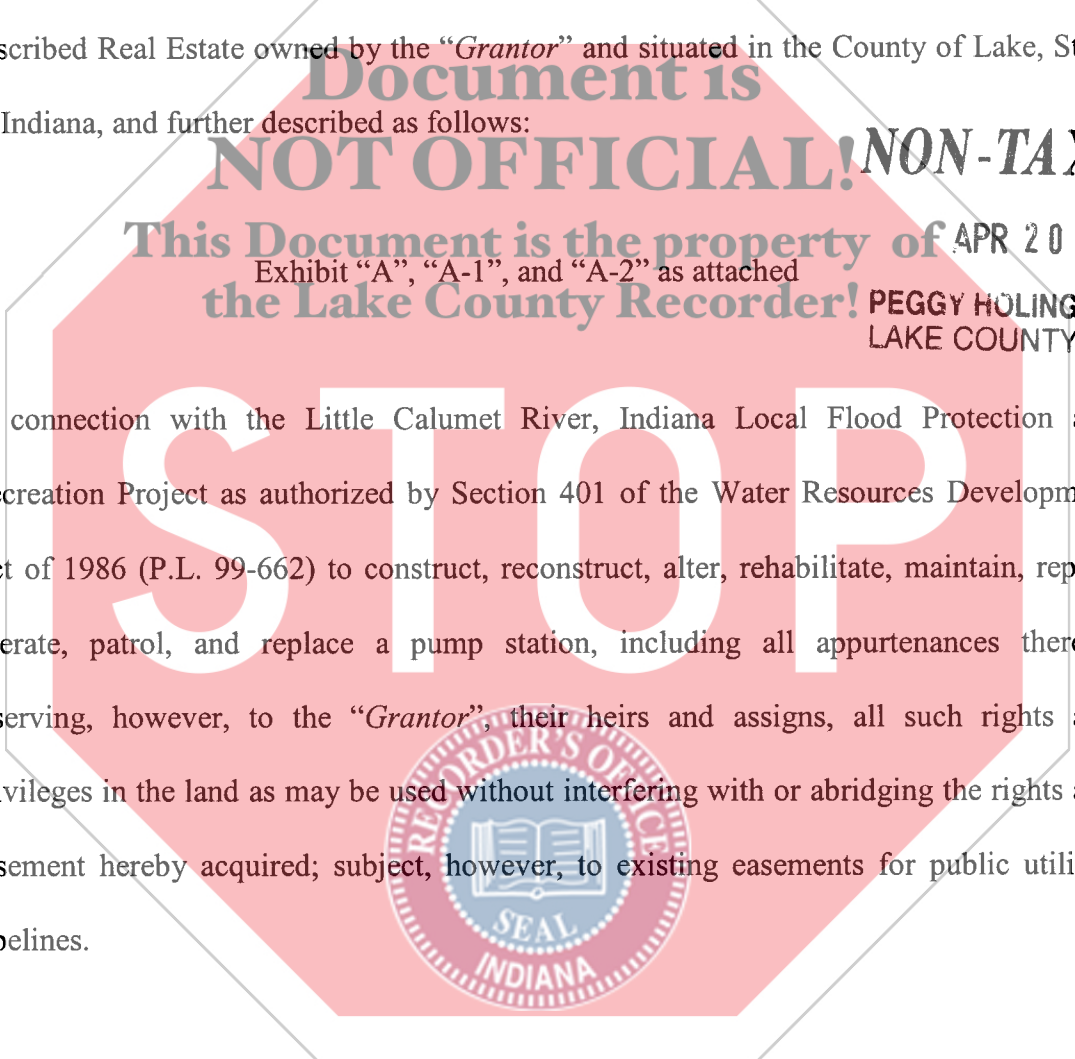 scribed Real Estate owned by the “Grantor” and situated in the County of Lake, St
Document is
Indiana, and further described as follows:
NOT OFFICIAL!
NON-TAX
This Document is the property of
APR 20
Exhibit “A”, “A-1”, and “A-2” as attached
the Lake County Recorder!
PEGGY HOLING
LAKE COUNTY
connection with the Little Calumet River, Indiana Local Flood Protection a
ecreation Project as authorized by Section 401 of the Water Resources Developm
ct of 1986 (P.L. 99-662) to construct, reconstruct, alter, rehabilitate, maintain, rep
STOP
erate, patrol, and replace a pump station, including all appurtenances there
serving, however, to the “Grantor”, their heirs and assigns, all such rights a
vileges in the land as may be used without interfering with or abridging the rights a
sement hereby acquired; subject, however, to existing easements for public utili
pelines.
RECORDER'S OFFICE
SEAL
INDIANA